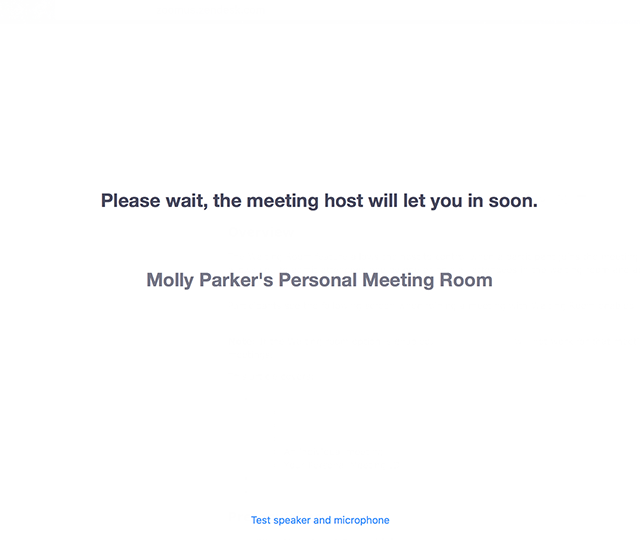 Please wait, the meeting host will let you in soon.
Molly Parker's Personal Meeting Room
Test speaker and microphone